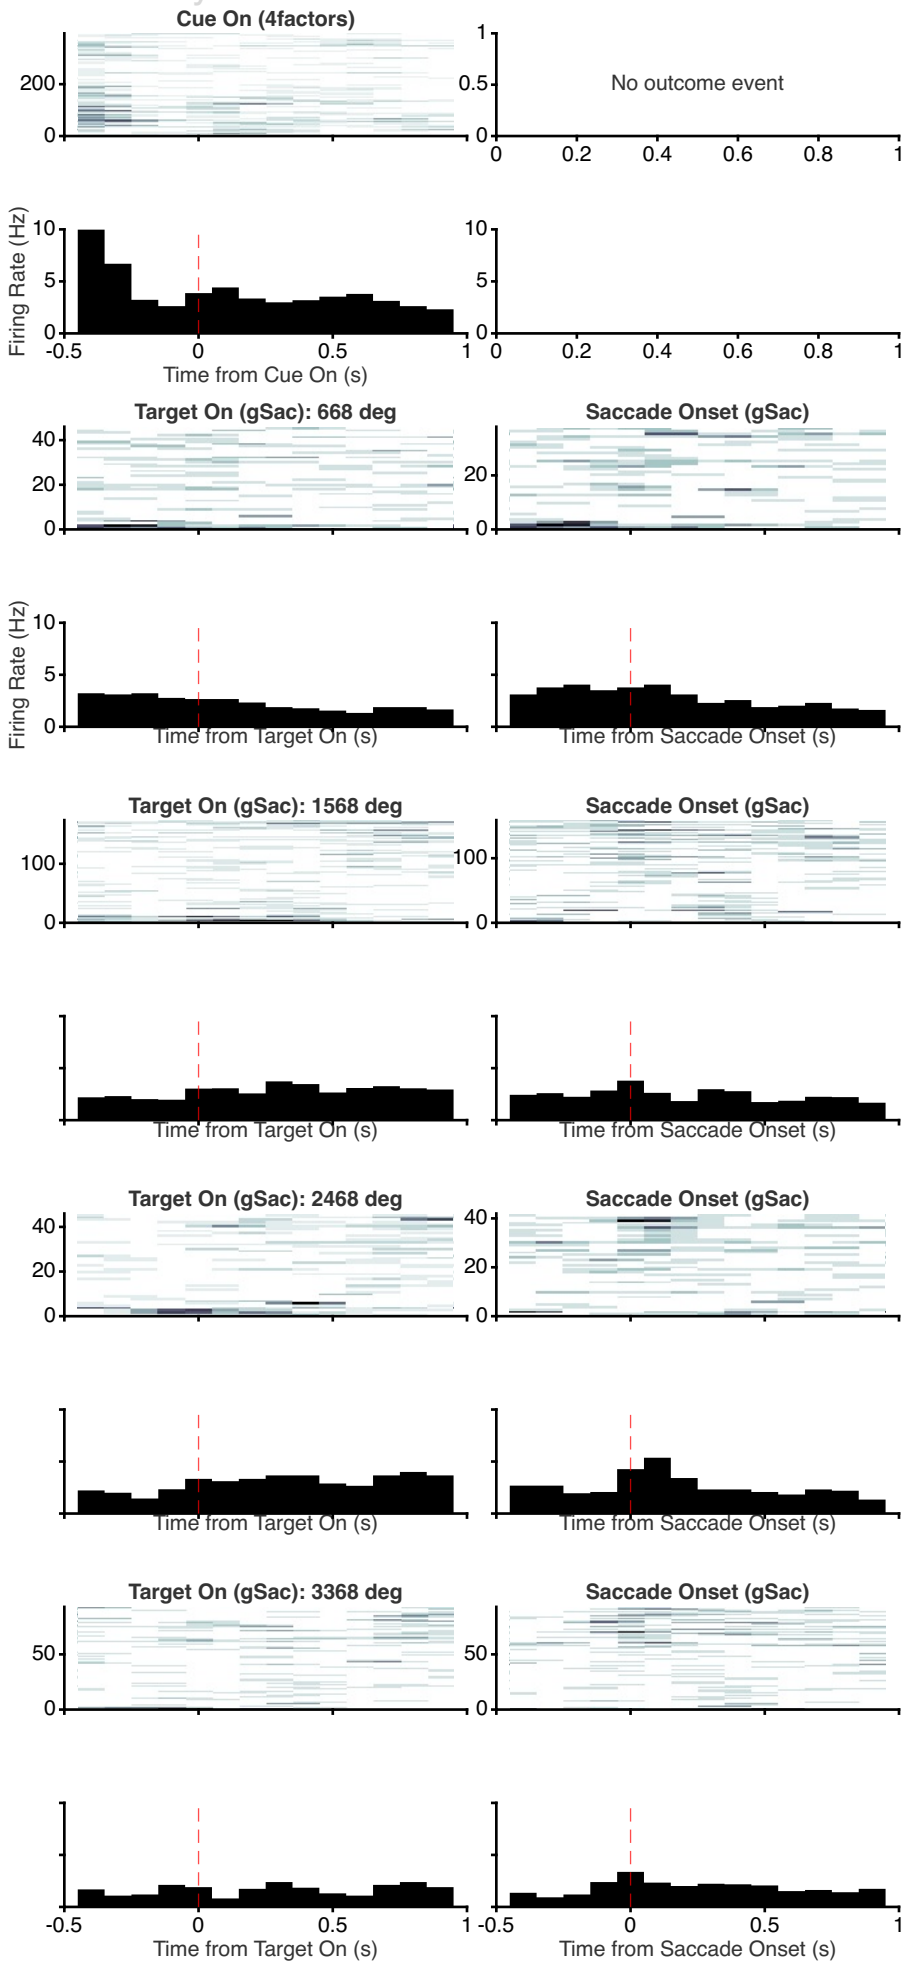 Cue On (4factors)
200
0
1
0.5
0
No outcome event
0 0.2 0.4 0.6 0.8 1
Firing Rate (Hz)
10
5
0
-0.5 0 0.5 1
Time from Cue On (s)
0 0.2 0.4 0.6 0.8 1
Target On (gSac): 668 deg
40
20
0
Saccade Onset (gSac)
20
0
Firing Rate (Hz)
10
5
0
Time from Target On (s)
Time from Saccade Onset (s)
Target On (gSac): 1568 deg
100
0
Saccade Onset (gSac)
100
0
Time from Target On (s)
Time from Saccade Onset (s)
Target On (gSac): 2468 deg
40
20
0
Saccade Onset (gSac)
40
20
0
Time from Target On (s)
Time from Saccade Onset (s)
Target On (gSac): 3368 deg
50
0
Saccade Onset (gSac)
50
0
-0.5 0 0.5 1
Time from Target On (s)
-0.5 0 0.5 1
Time from Saccade Onset (s)